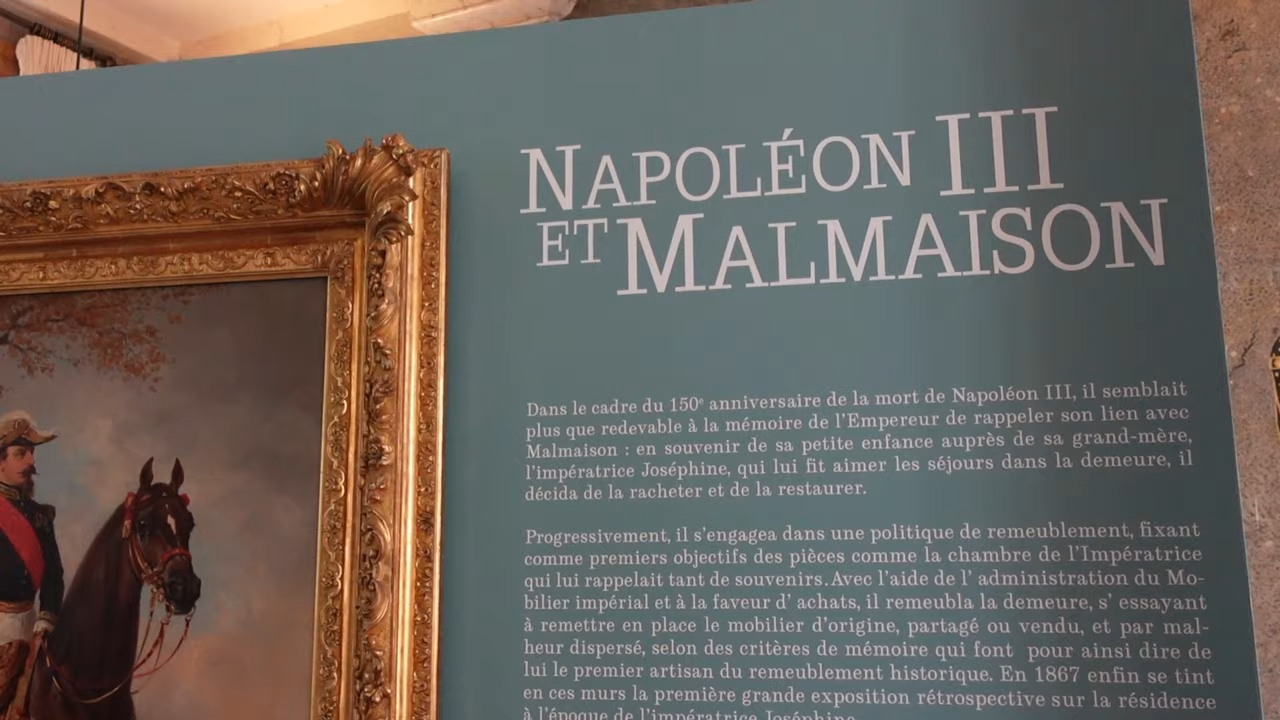 NAPOLÉON III
ET MALMAISON
Dans le cadre du 150e anniversaire de la mort de Napoléon III, il semblait
plus que redevable à la mémoire de l'Empereur de rappeler son lien avec
Malmaison : en souvenir de sa petite enfance auprès de sa grand-mère,
l'impératrice Joséphine, qui lui fit aimer les séjours dans la demeure, il
décida de la racheter et de la restaurer.
Progressivement, il s'engagea dans une politique de remeublement, fixant
comme premiers objectifs des pièces comme la chambre de l'Impératrice
qui lui rappelait tant de souvenirs. Avec l'aide de l' administration du Mo-
bilier impérial et à la faveur d' achats, il remeubla la demeure, s' essayant
à remettre en place le mobilier d'origine, partagé ou vendu, et par mal-
heur dispersé, selon des critères de mémoire qui font pour ainsi dire de
lui le premier artisan du remeublement historique. En 1867 enfin se tint
en ces murs la première grande exposition rétrospective sur la résidence
à l'époque de l'impératrice Joséphine.